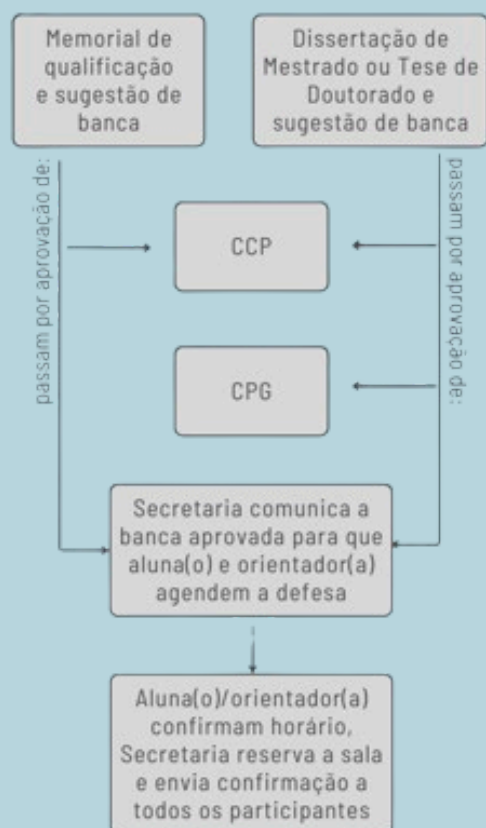 Memorial de
qualificação
e sugestão de
banca
Dissertação de
Mestrado ou Tese de
Doutorado e
sugestão de banca
passam por aprovação de:
passam por aprovação de:
CCP
CPG
Secretaria comunica a
banca aprovada para que
aluna(o) e orientador(a)
agendem a defesa
Aluna(o)/orientador(a)
confirmam horário,
Secretaria reserva a sala
e envia confirmação a
todos os participantes